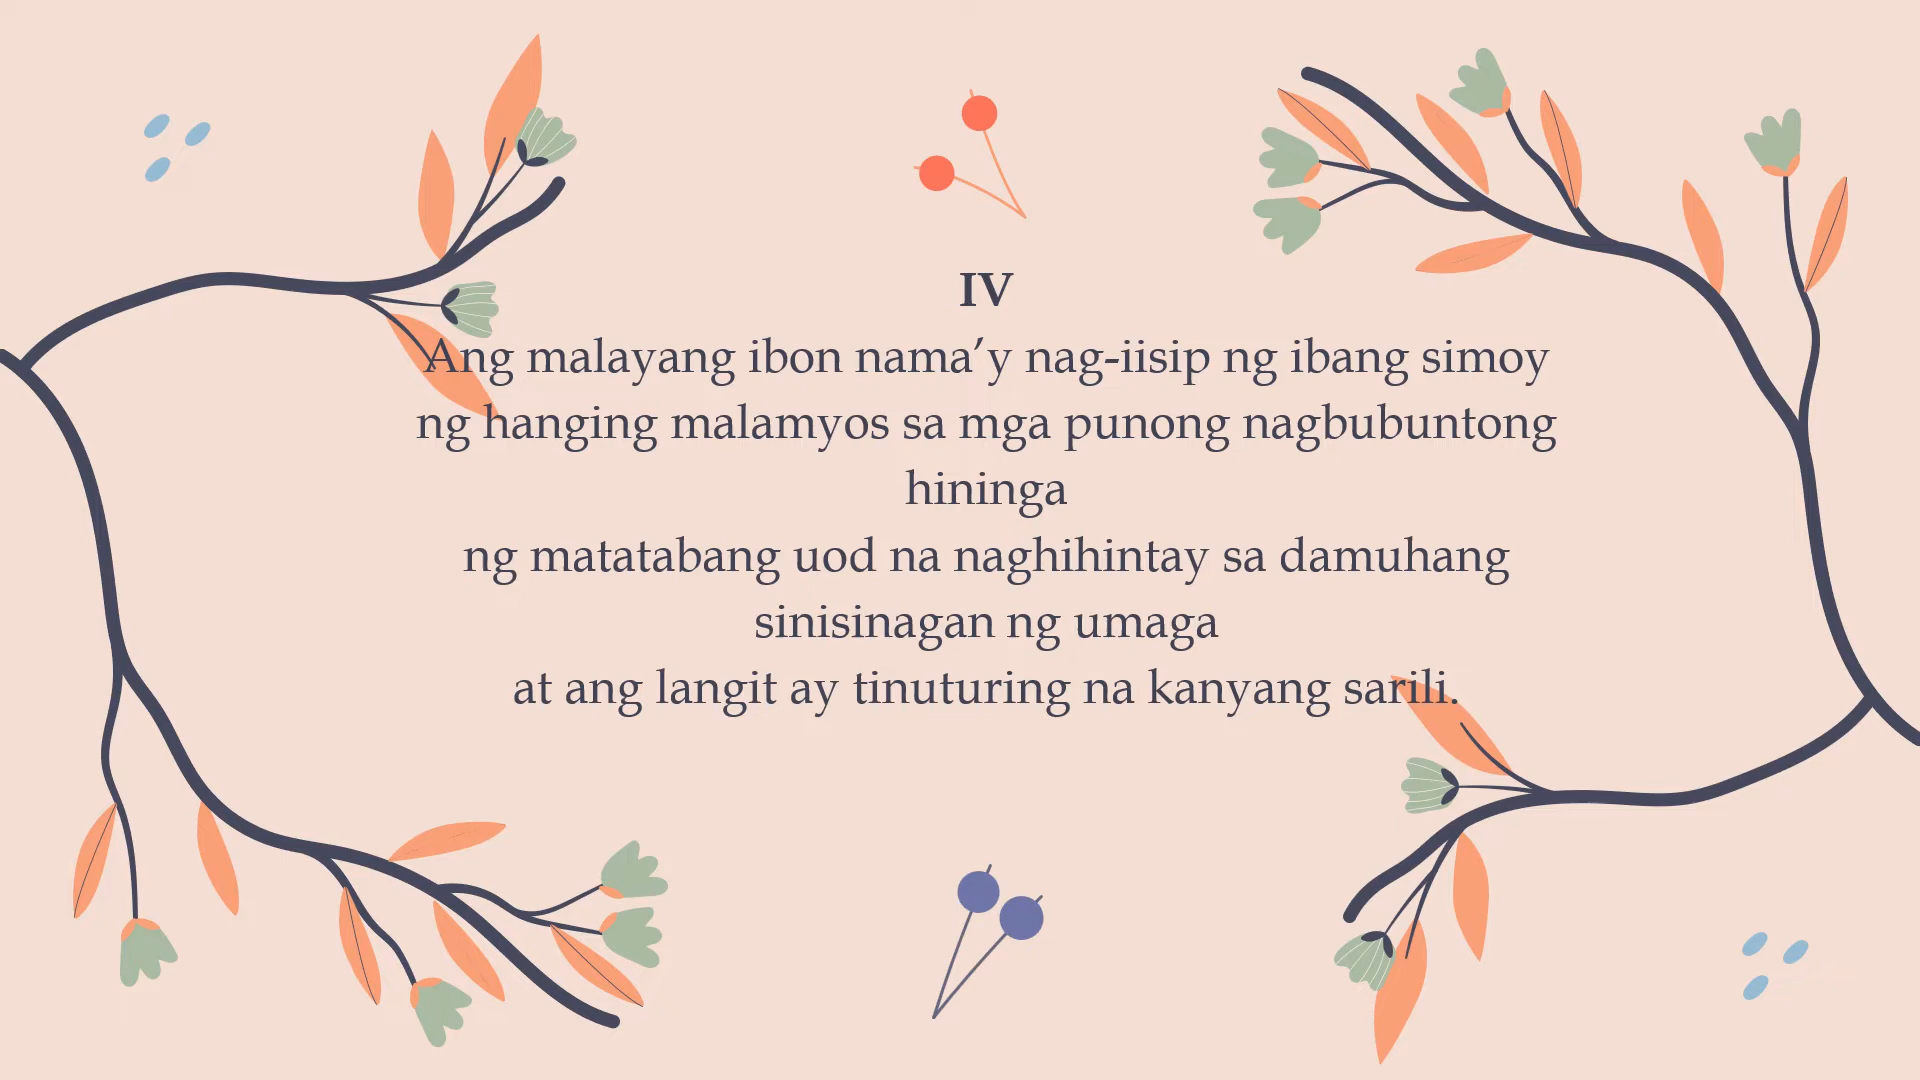 IV
Ang malayang ibon nama’y nag-iisip ng ibang simoy
ng hanging malamyos sa mga punong nagbubuntong
hininga
ng matatabang uod na naghihintay sa damuhang
sinisinagan ng umaga
at ang langit ay tinuturing na kanyang sarili.